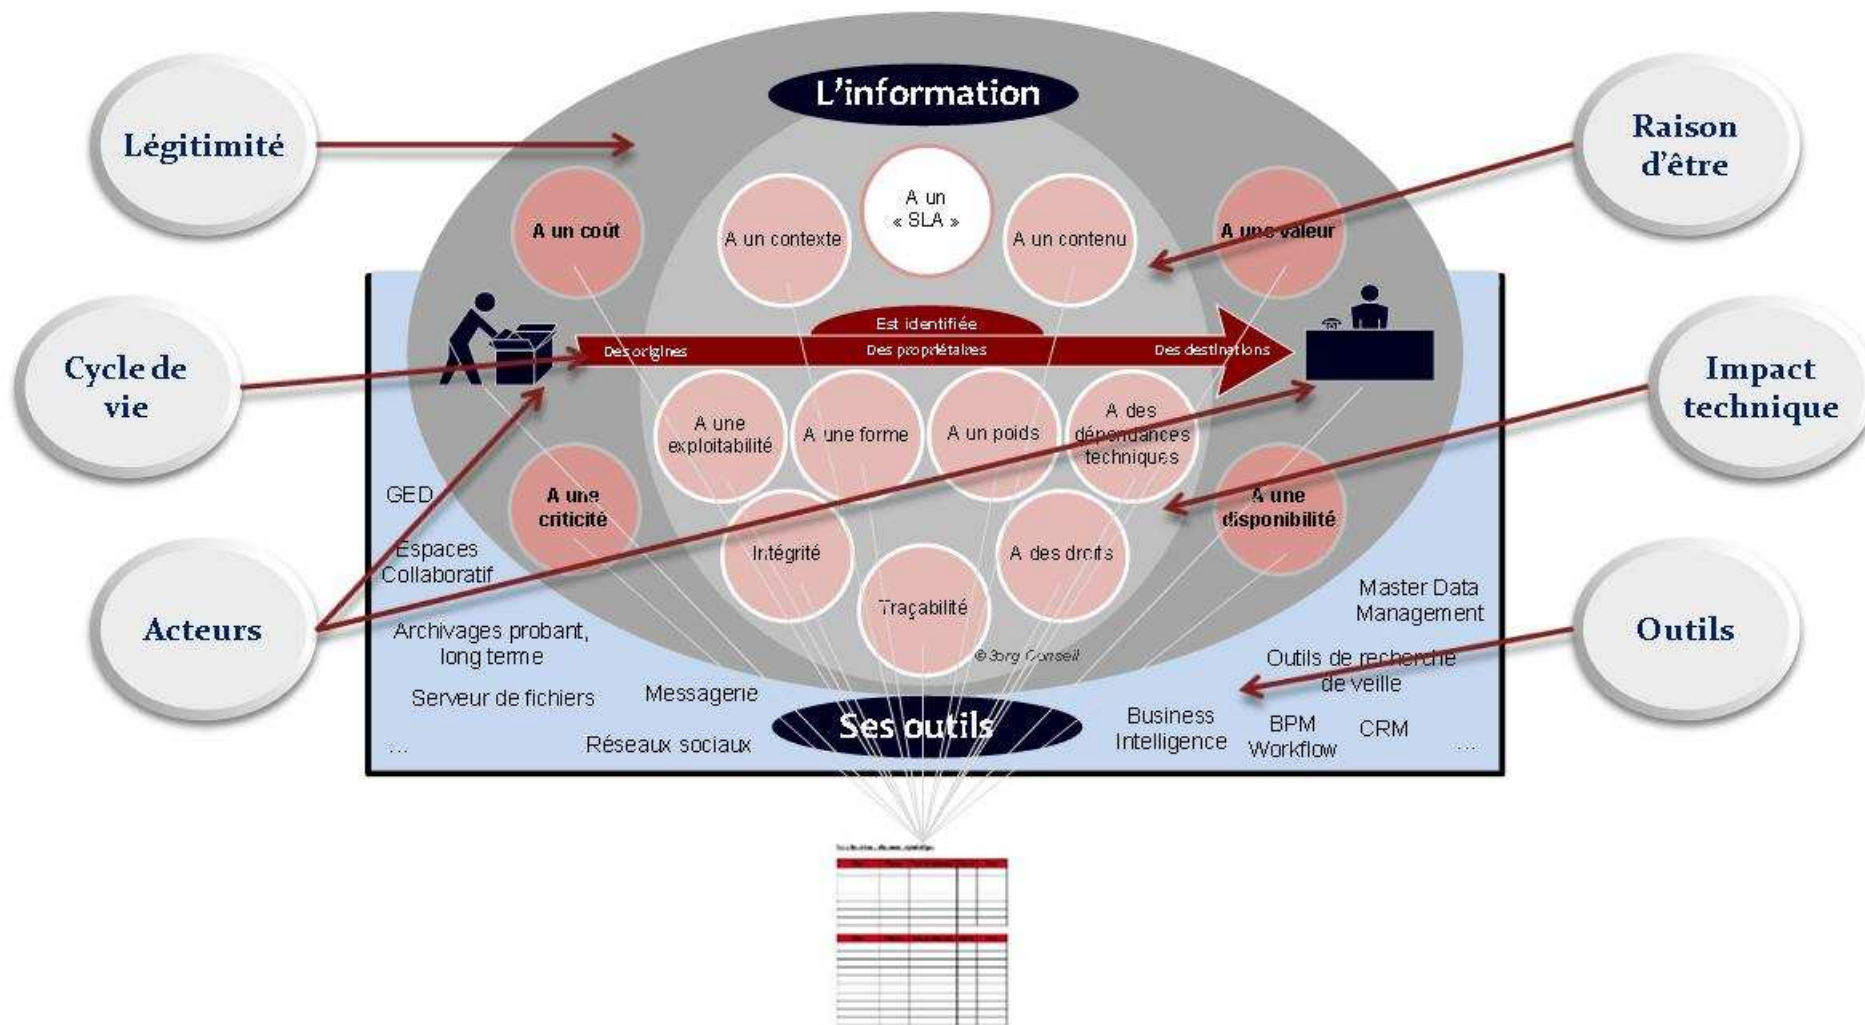 L'information
Légitimité
Raison
d'être
A un
« SLA »
A un coût
A un contexte
A un contenu
A une valeur
Est identifiée
Des origines
Des propriétaires
Des destinations
Cycle de
vie
Impact
technique
A une
exploitabilité
A une forme
A un poids
A des
dépendances
techniques
GED
A une
criticité
A une
disponibilité
Espaces
Collaboratif
Intégrité
A des droits
Traçabilité
Master Data
Management
Acteurs
Outils
Archivages probant,
long terme
© 3org Conseil
Outils de recherche
de veille
Serveur de fichiers
Messagerie
Ses outils
Business
Intelligence
BPM
Workflow
CRM
...
Réseaux sociaux
...